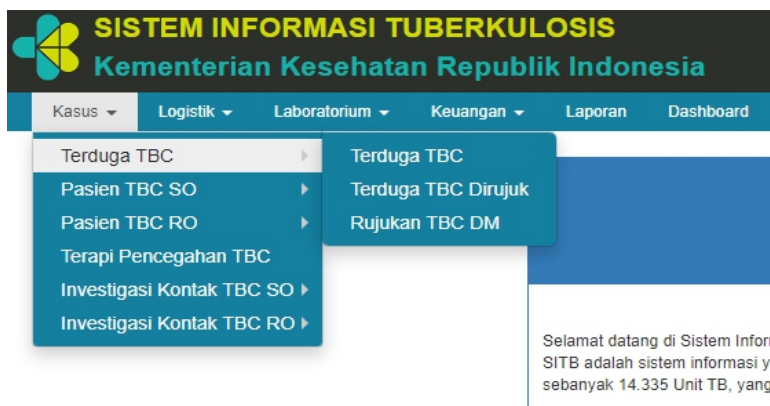 SISTEM INFORMASI TUBERKULOSIS
Kementerian Kesehatan Republik Indonesia
Kasus Logistik Laboratorium Keuangan Laporan Dashboard
Terduga TBC
Pasien TBC SO
Pasien TBC RO
Terapi Pencegahan TBC
Investigasi Kontak TBC SO
Investigasi Kontak TBC RO
Terduga TBC
Terduga TBC Dirujuk
Rujukan TBC DM
Selamat datang di Sistem Infor
SITB adalah sistem informasi y
sebanyak 14.335 Unit TB, yang